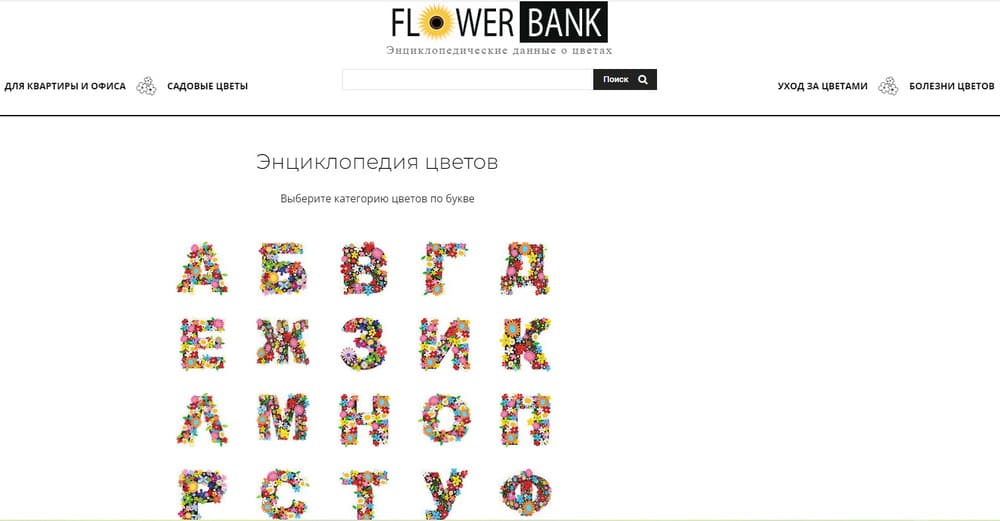 FLOWER BANK
Энциклопедические данные о цветах
ДЛЯ КВАРТИРЫ И ОФИСА САДОВЫЕ ЦВЕТЫ Поиск УХОД ЗА ЦВЕТАМИ БОЛЕЗНИ ЦВЕТОВ
Энциклопедия цветов
Выберите категорию цветов по букве
А Б В Г Д
Е Ж З И К
Л М Н О П
Р С Т У Ф